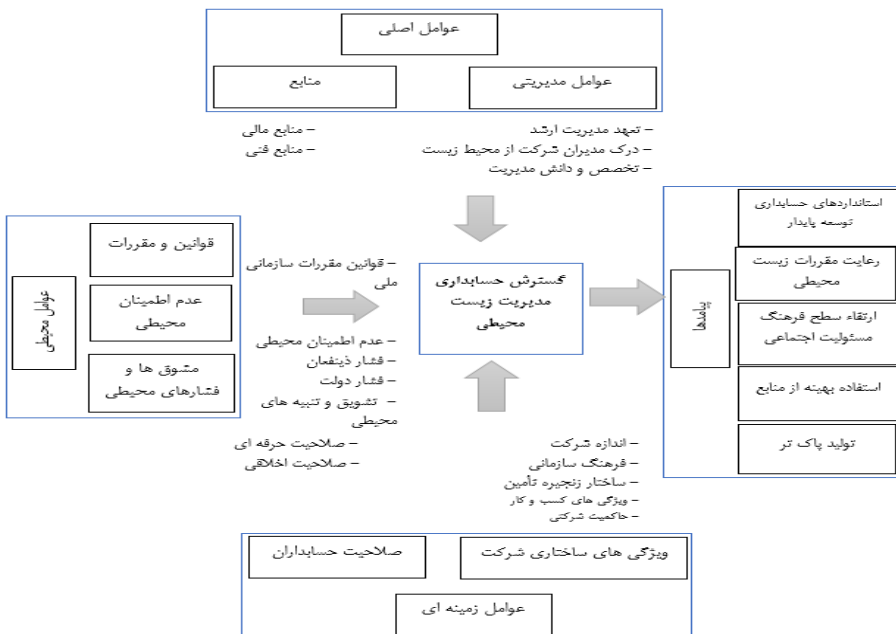 عوامل اصلی
عوامل مدیریتی
منابع
– تعهد مدیریت ارشد
– درک مدیران شرکت از محیط زیست
– تخصص و دانش مدیریت
– منابع مالی
– منابع فنی
قوانین و مقررات
عدم اطمینان
محیطی
مشوق ها و
فشارهای محیطی
عوامل محیطی
– قوانین مقررات سازمانی
ملی
– عدم اطمینان محیطی
– فشار ذینفعان
– فشار دولت
– تشویق و تنبیه های
محیطی
گسترش حسابداری
مدیریت زیست
محیطی
پیامدها
استانداردهای حسابداری
توسعه پایدار
رعایت مقررات زیست
محیطی
ارتقاء سطح فرهنگ
مسئولیت اجتماعی
استفاده بهینه از منابع
تولید پاک تر
– اندازه شرکت
– فرهنگ سازمانی
– ساختار زنجیره تأمین
– ویژگی های کسب و کار
– حاکمیت شرکتی
– صلاحیت حرفه ای
– صلاحیت اخلاقی
ویژگی های ساختاری شرکت
صلاحیت حسابداران
عوامل زمینه ای